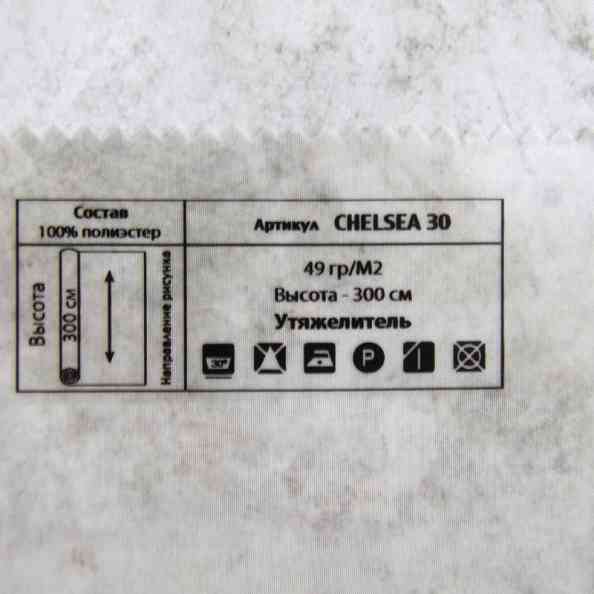 Состав
100% полиэстер
Артикул CHELSEA 30
Высота
300 см
Направление рисунка
49 гр/М2
Высота - 300 см
Утяжелитель
30°
P